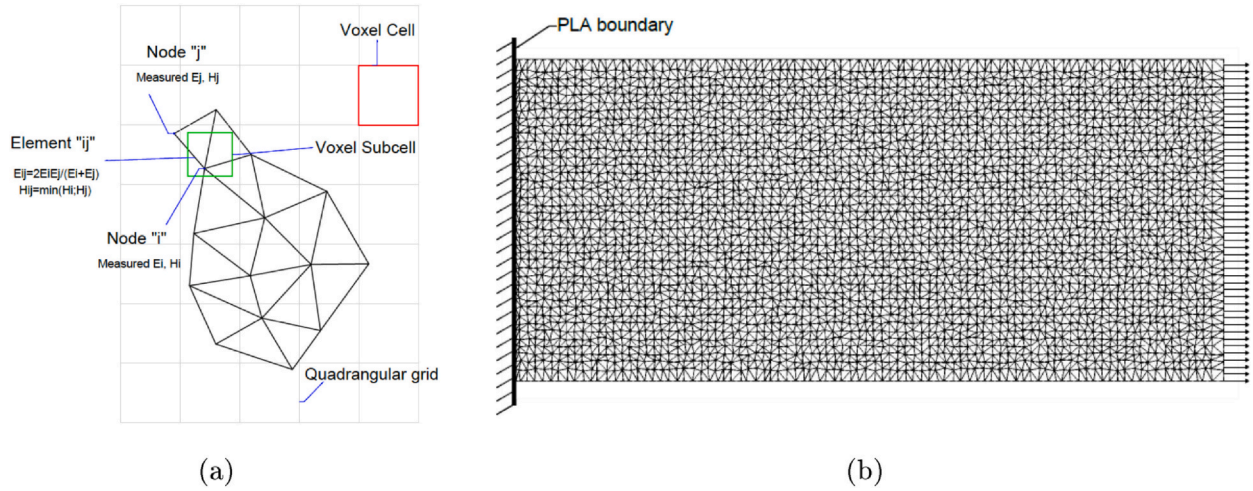 Voxel Cell
Node "j"
Measured Ej, Hj
Element "ij"
Eij=2EiEj/(Ei+Ej)
Hij=min(Hi;Hj)
Voxel Subcell
Node "i"
Measured Ei, Hi
Quadrangular grid
(a)
PLA boundary
(b)